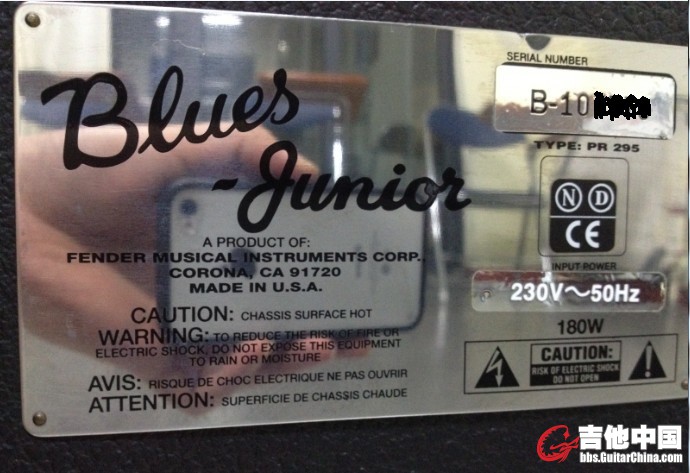 Blues
-Junior
A PRODUCT OF:
FENDER MUSICAL INSTRUMENTS CORP.,
CORONA, CA 91720
MADE IN U.S.A.
CAUTION: CHASSIS SURFACE HOT
WARNING: TO REDUCE THE RISK OF FIRE OR
ELECTRIC SHOCK, DO NOT EXPOSE THIS EQUIPMENT
TO RAIN OR MOISTURE
AVIS: RISQUE DE CHOC ELECTRIQUE NE PAS OUVRIR
ATTENTION: SUPERFICIE DE CHASSIS CHAUDE
SERIAL NUMBER
B-10
TYPE: PR 295
N D
CE
INPUT POWER
230V～50Hz
180W
CAUTION:
RISK OF ELECTRIC SHOCK
DO NOT OPEN
吉他中国
bbs.GuitarChina.com